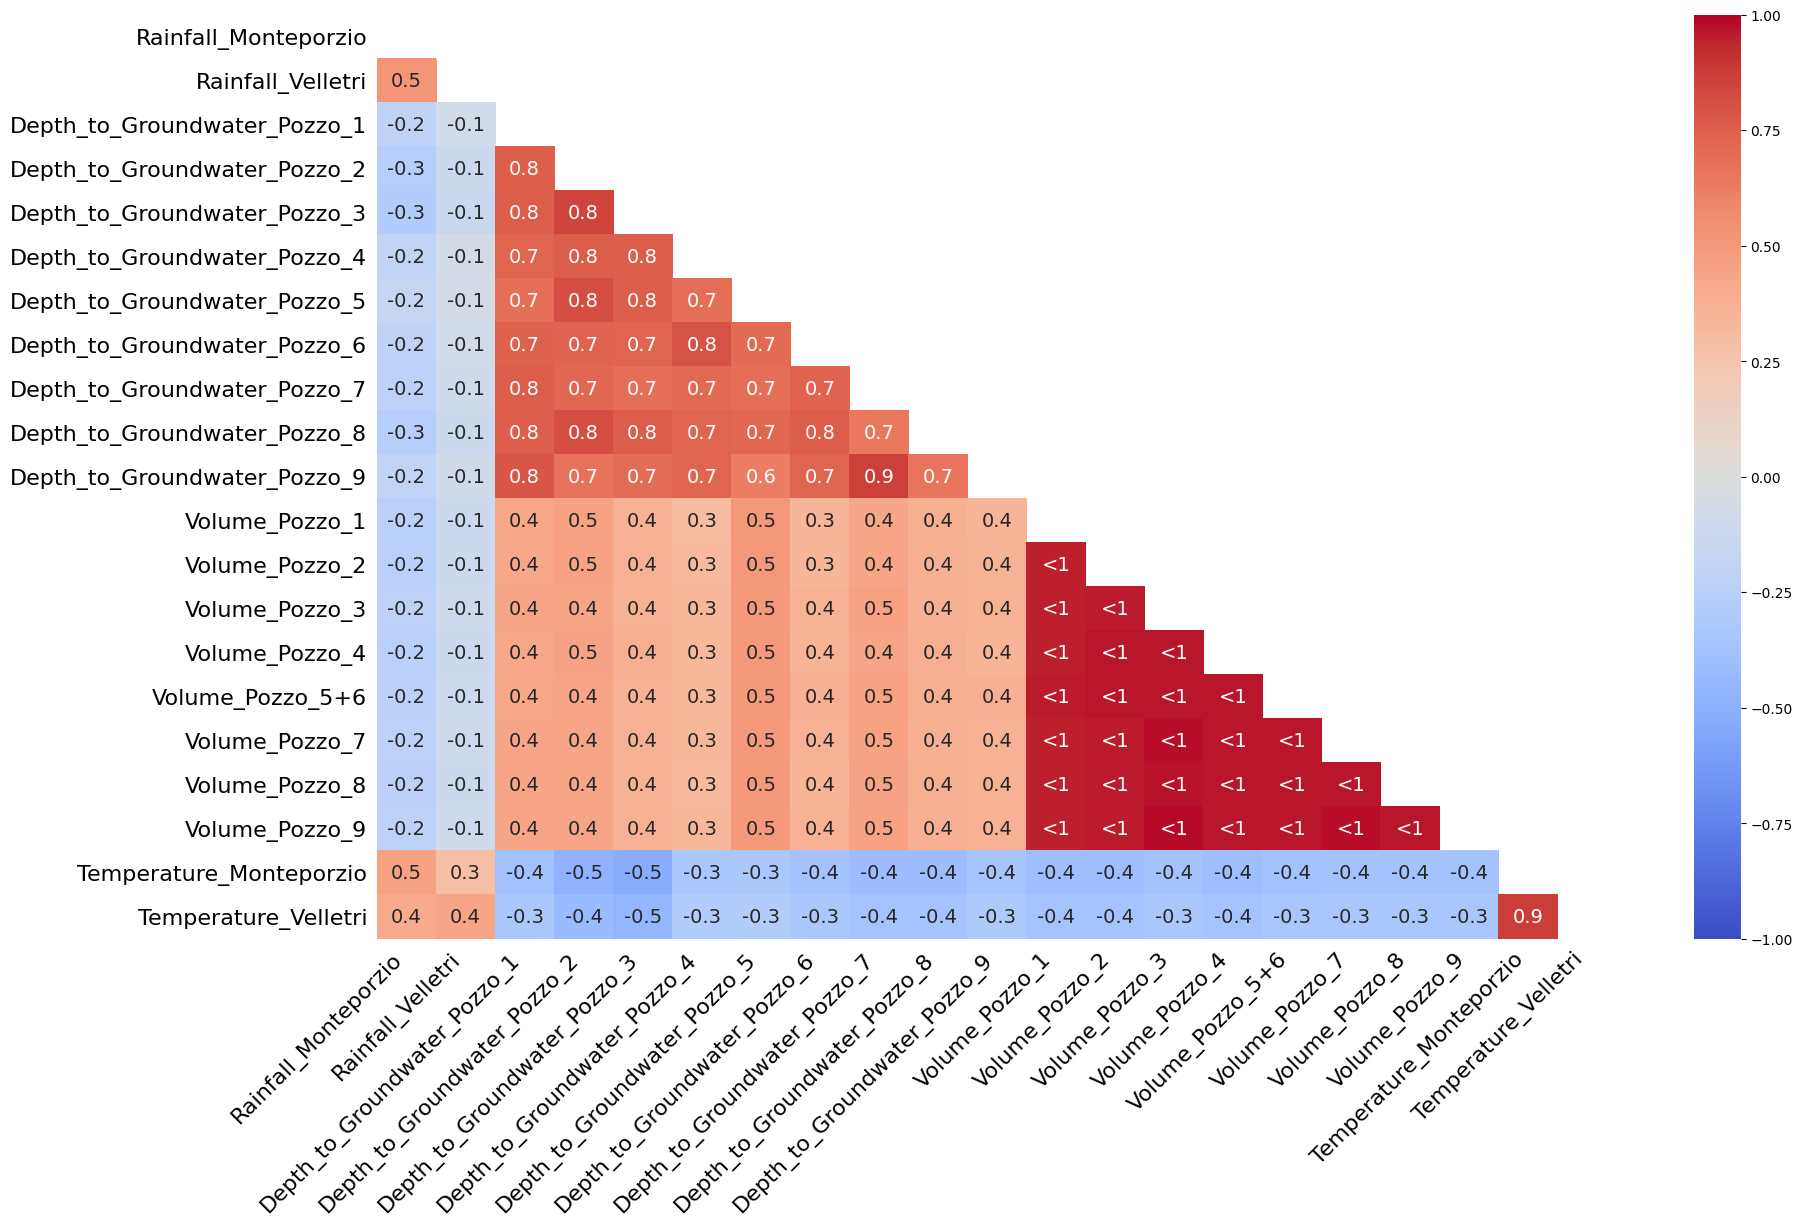 1.00
Rainfall_Monteporzio
Rainfall_Velletri 0.5
Depth_to_Groundwater_Pozzo_1 -0.2 -0.1
0.75
Depth_to_Groundwater_Pozzo_2 -0.3 -0.1 0.8
Depth_to_Groundwater_Pozzo_3 -0.3 -0.1 0.8 0.8
0.50
Depth_to_Groundwater_Pozzo_4 -0.2 -0.1 0.7 0.8 0.8
Depth_to_Groundwater_Pozzo_5 -0.2 -0.1 0.7 0.8 0.8 0.7
Depth_to_Groundwater_Pozzo_6 -0.2 -0.1 0.7 0.7 0.7 0.8 0.7
0.25
Depth_to_Groundwater_Pozzo_7 -0.2 -0.1 0.8 0.7 0.7 0.7 0.7 0.7
Depth_to_Groundwater_Pozzo_8 -0.3 -0.1 0.8 0.8 0.8 0.7 0.7 0.8 0.7
Depth_to_Groundwater_Pozzo_9 -0.2 -0.1 0.8 0.7 0.7 0.7 0.6 0.7 0.9 0.7
0.00
Volume_Pozzo_1 -0.2 -0.1 0.4 0.5 0.4 0.3 0.5 0.3 0.4 0.4 0.4
Volume_Pozzo_2 -0.2 -0.1 0.4 0.5 0.4 0.3 0.5 0.3 0.4 0.4 0.4 <1
−0.25
Volume_Pozzo_3 -0.2 -0.1 0.4 0.4 0.4 0.3 0.5 0.4 0.5 0.4 0.4 <1 <1
Volume_Pozzo_4 -0.2 -0.1 0.4 0.5 0.4 0.3 0.5 0.4 0.4 0.4 0.4 <1 <1 <1
Volume_Pozzo_5+6 -0.2 -0.1 0.4 0.4 0.4 0.3 0.5 0.4 0.5 0.4 0.4 <1 <1 <1 <1
−0.50
Volume_Pozzo_7 -0.2 -0.1 0.4 0.4 0.4 0.3 0.5 0.4 0.5 0.4 0.4 <1 <1 <1 <1 <1
Volume_Pozzo_8 -0.2 -0.1 0.4 0.4 0.4 0.3 0.5 0.4 0.5 0.4 0.4 <1 <1 <1 <1 <1 <1
−0.75
Volume_Pozzo_9 -0.2 -0.1 0.4 0.4 0.4 0.3 0.5 0.4 0.5 0.4 0.4 <1 <1 <1 <1 <1 <1 <1
Temperature_Monteporzio 0.5 0.3 -0.4 -0.5 -0.5 -0.3 -0.3 -0.4 -0.4 -0.4 -0.4 -0.4 -0.4 -0.4 -0.4 -0.4 -0.4 -0.4 -0.4
Temperature_Velletri 0.4 0.4 -0.3 -0.4 -0.5 -0.3 -0.3 -0.3 -0.4 -0.4 -0.3 -0.4 -0.4 -0.3 -0.4 -0.3 -0.3 -0.3 -0.3 0.9
−1.00
Rainfall_Monteporzio
Rainfall_Velletri
Depth_to_Groundwater_Pozzo_1
Depth_to_Groundwater_Pozzo_2
Depth_to_Groundwater_Pozzo_3
Depth_to_Groundwater_Pozzo_4
Depth_to_Groundwater_Pozzo_5
Depth_to_Groundwater_Pozzo_6
Depth_to_Groundwater_Pozzo_7
Depth_to_Groundwater_Pozzo_8
Depth_to_Groundwater_Pozzo_9
Volume_Pozzo_1
Volume_Pozzo_2
Volume_Pozzo_3
Volume_Pozzo_4
Volume_Pozzo_5+6
Volume_Pozzo_7
Volume_Pozzo_8
Volume_Pozzo_9
Temperature_Monteporzio
Temperature_Velletri